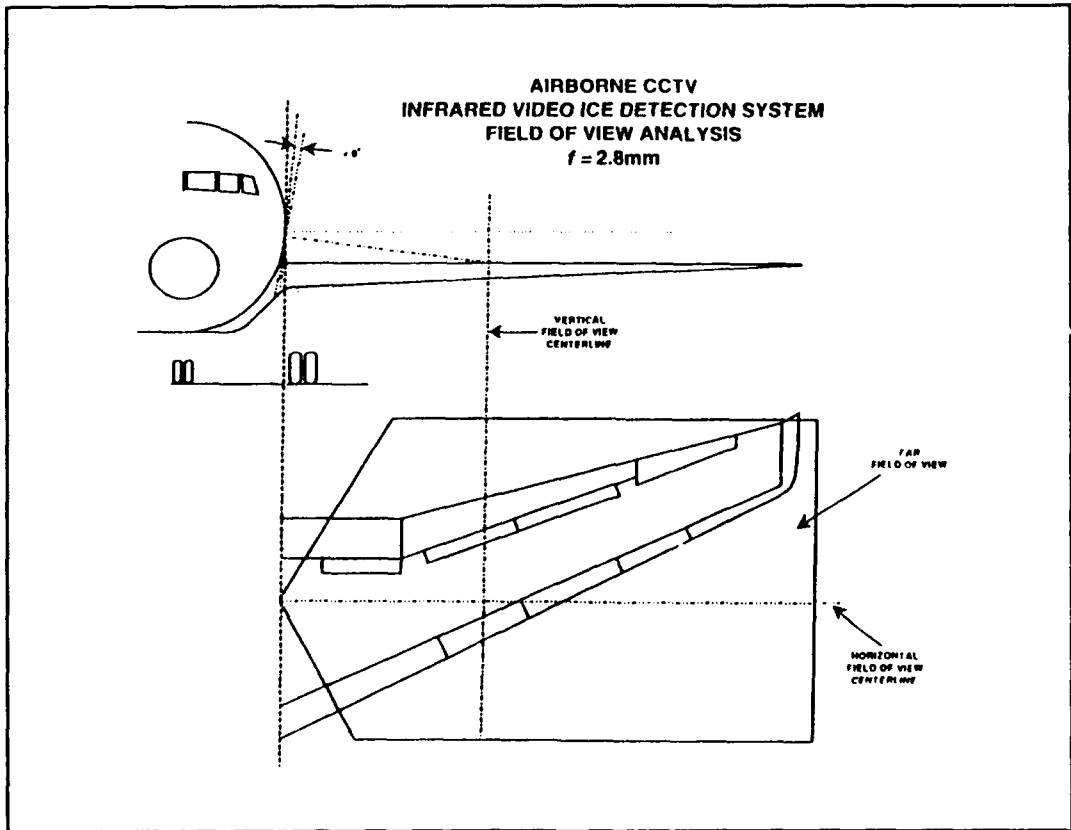 AIRBORNE CCTV
INFRARED VIDEO ICE DETECTION SYSTEM
FIELD OF VIEW ANALYSIS
f = 2.8mm
VERTICAL
FIELD OF VIEW
CENTERLINE
FAR
FIELD OF VIEW
HORIZONTAL
FIELD OF VIEW
CENTERLINE